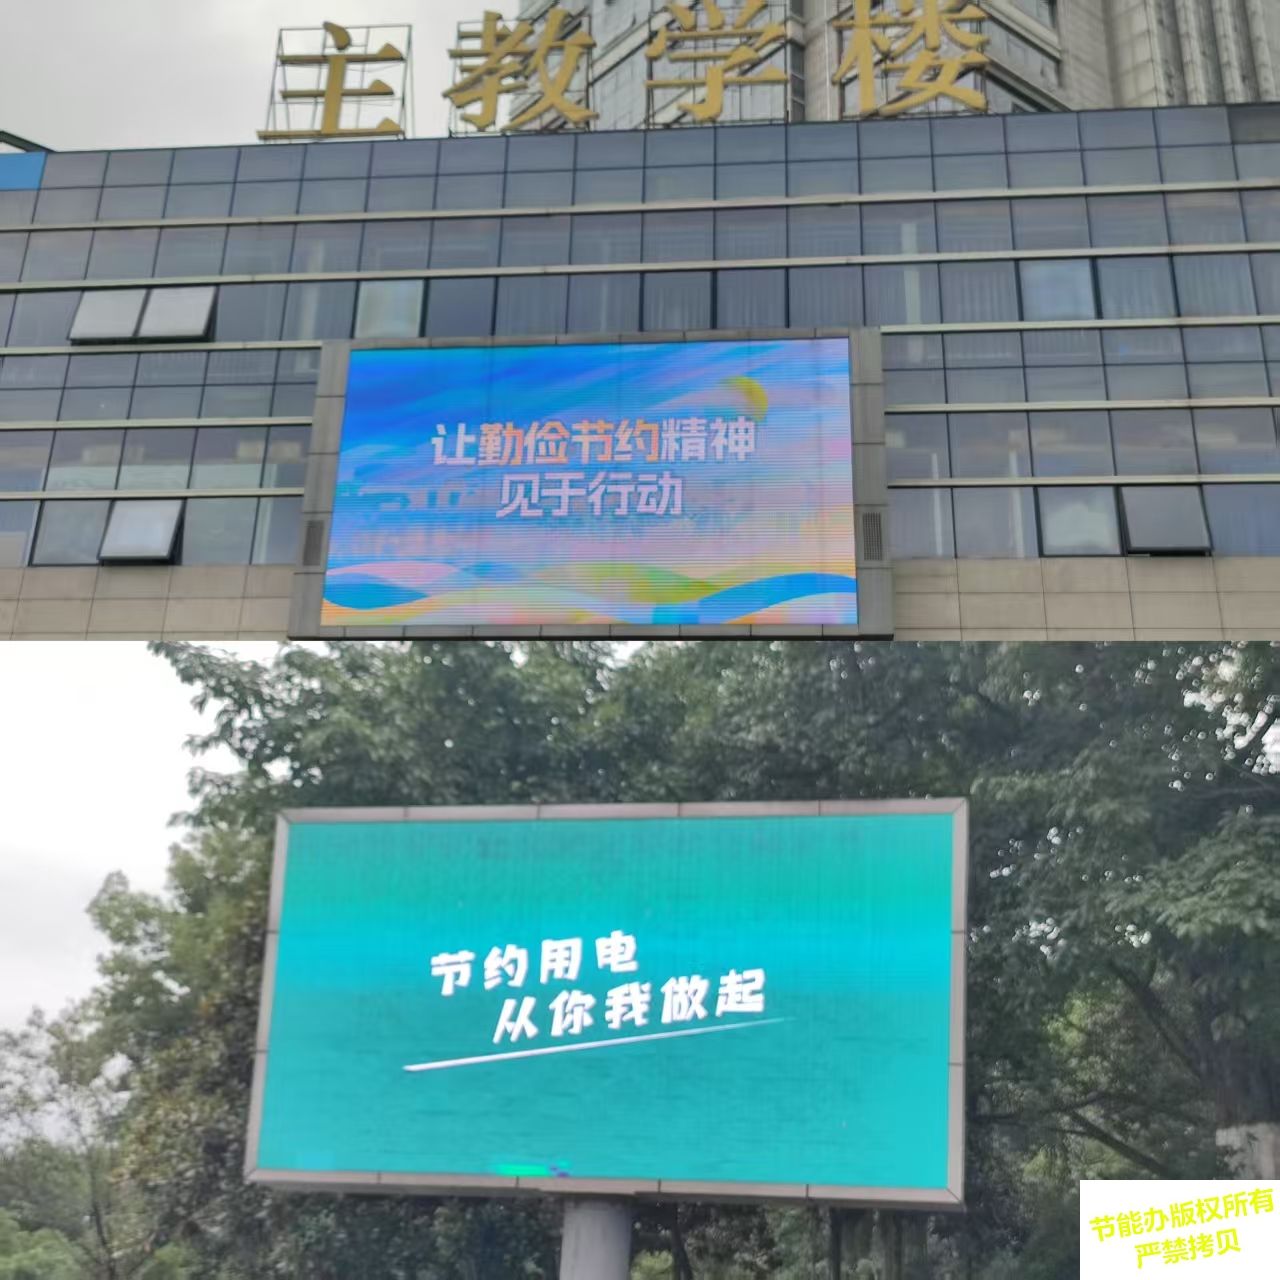 主教学楼
让勤俭节约精神
见于行动
节约用电
从你我做起
节能办版权所有
严禁拷贝